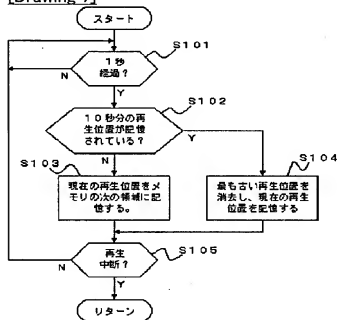 [Drawing 7]
スタート
S101
1秒
経過?
N
Y
S102
10秒分の再
生位置が記憶
されている?
Y
N
S103
現在の再生位置をメ
モリの次の領域に記
憶する。
S104
最も古い再生位置を
消去し、現在の再生
位置を記憶する
S105
再生
中断?
N
Y
リターン